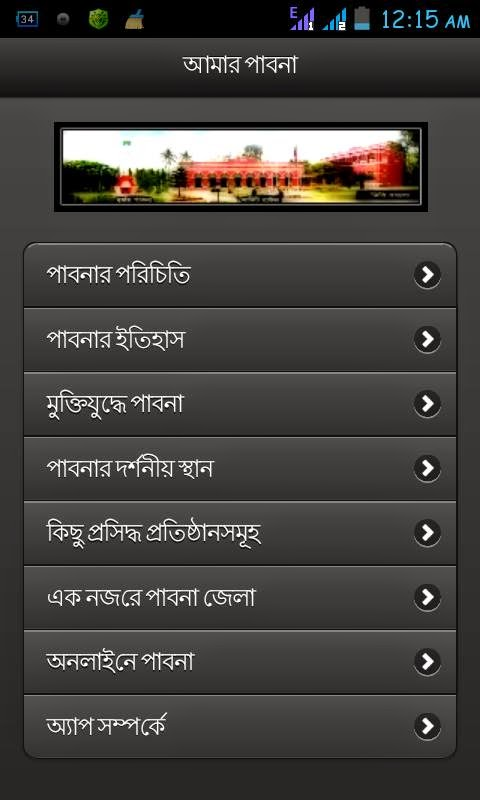 34
E
2
12:15 AM
আমার পাবনা
পাবনার পরিচিতি
পাবনার ইতিহাস
মুক্তিযুদ্ধে পাবনা
পাবনার দর্শনীয় স্থান
কিছু প্রসিদ্ধ প্রতিষ্ঠানসমূহ
এক নজরে পাবনা জেলা
অনলাইনে পাবনা
অ্যাপ সম্পর্কে